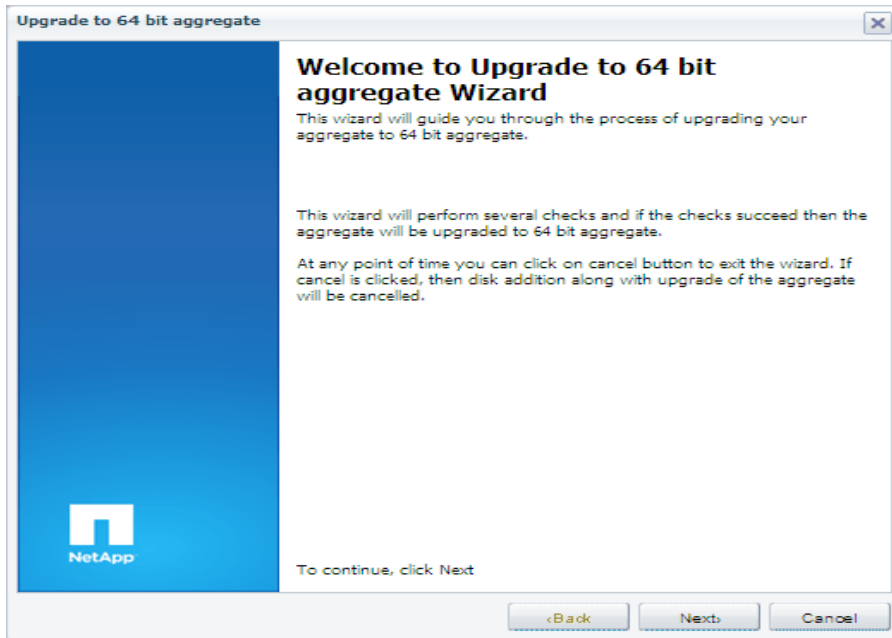 Upgrade to 64 bit aggregate
Welcome to Upgrade to 64 bit
aggregate Wizard
This wizard will guide you through the process of upgrading your
aggregate to 64 bit aggregate.
This wizard will perform several checks and if the checks succeed then the
aggregate will be upgraded to 64 bit aggregate.
At any point of time you can click on cancel button to exit the wizard. If
cancel is clicked, then disk addition along with upgrade of the aggregate
will be cancelled.
NetApp
To continue, click Next
‹Back Next› Cancel